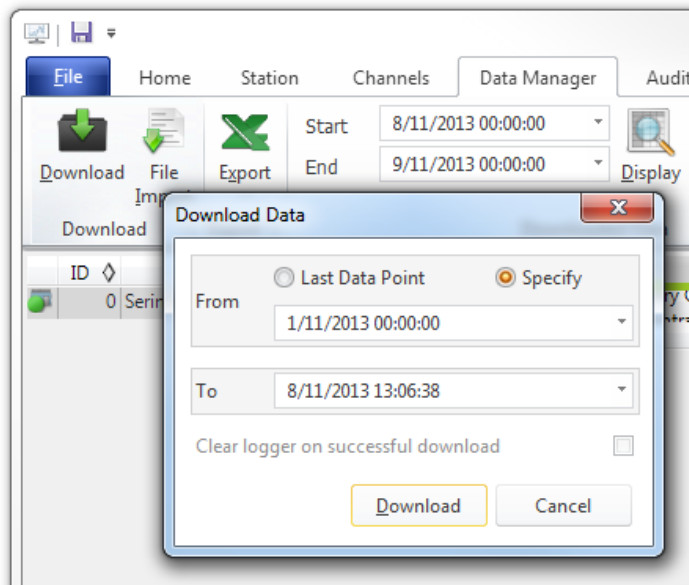 File Home Station Channels Data Manager
Start 8/11/2013 00:00:00
Download File Export End 9/11/2013 00:00:00 Display
Download
Download Data
ID
0
Last Data Point Specify
From
1/11/2013 00:00:00
To 8/11/2013 13:06:38
Clear logger on successful download
Download Cancel